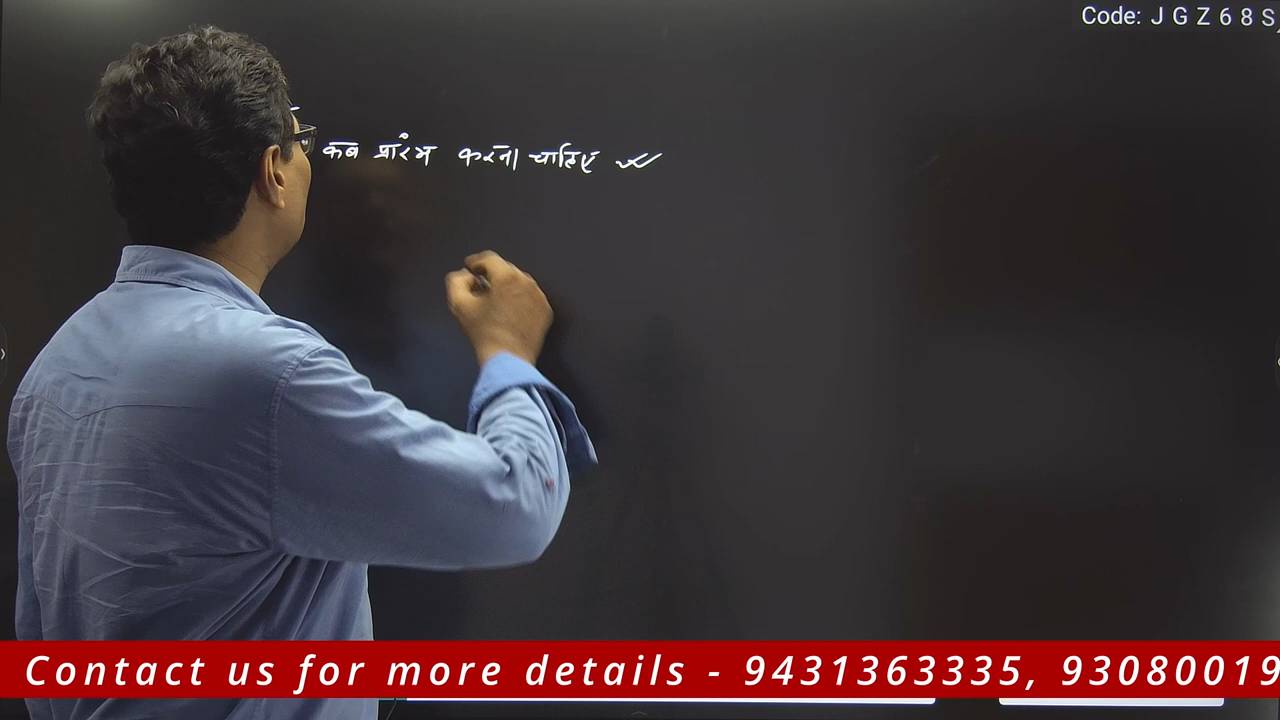 Code: J G Z 6 8 S
कब प्रारंभ करना चाहिए
Contact us for more details - 9431363335, 93080019